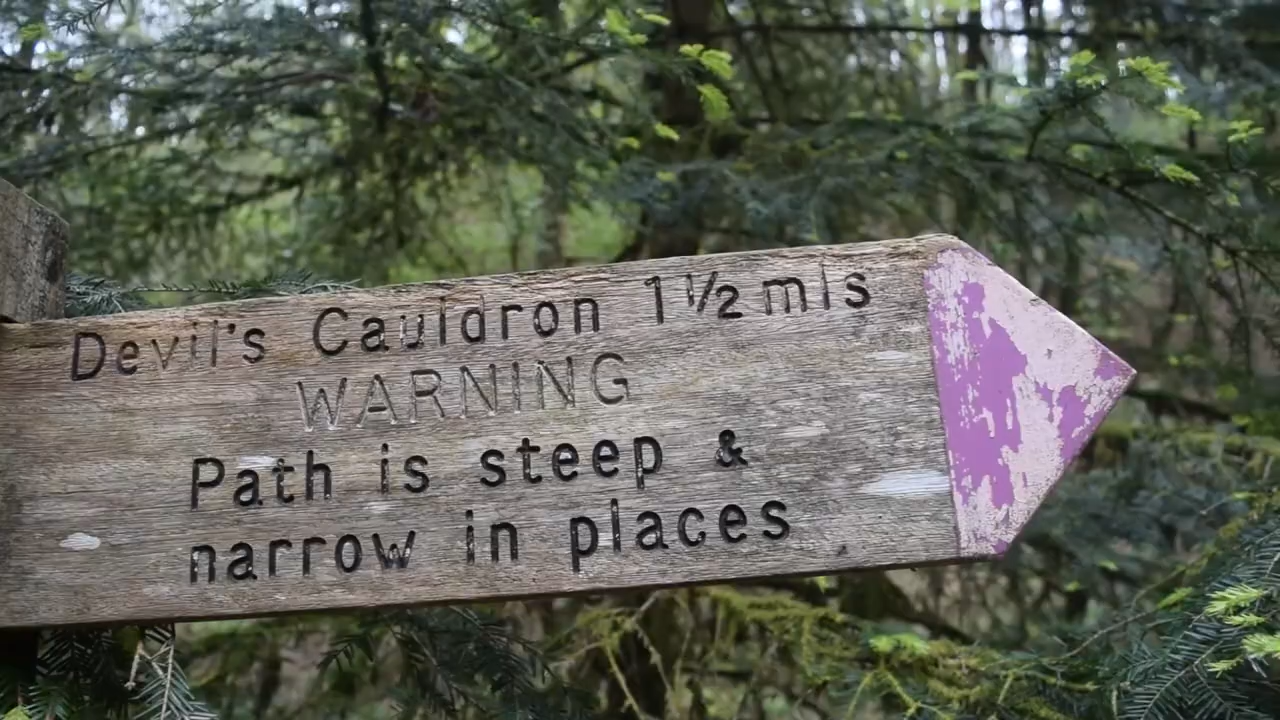 Devil's Cauldron 1½ mls
WARNING
Path is steep &
narrow in places